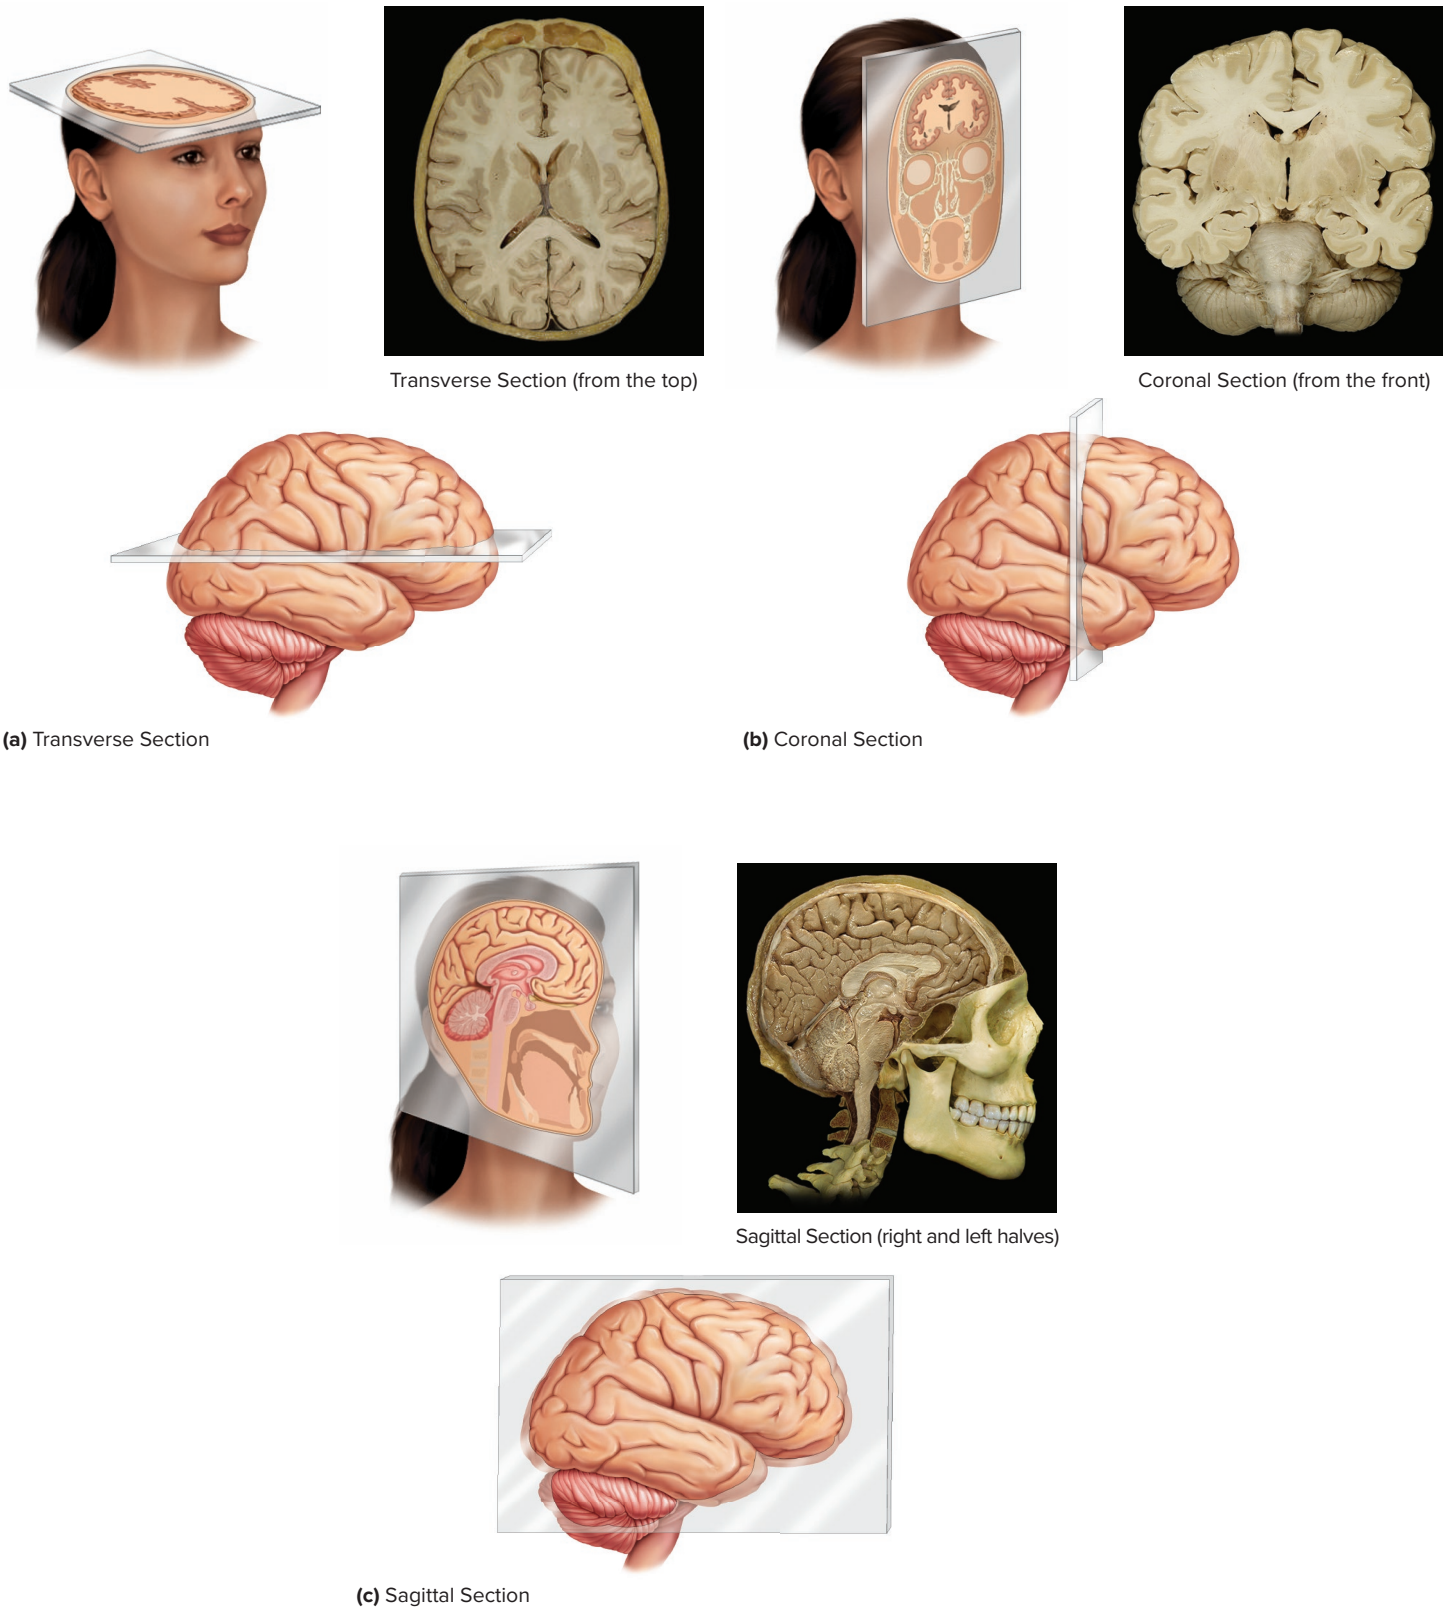 Transverse Section (from the top)
Coronal Section (from the front)
(a) Transverse Section
(b) Coronal Section
Sagittal Section (right and left halves)
(c) Sagittal Section